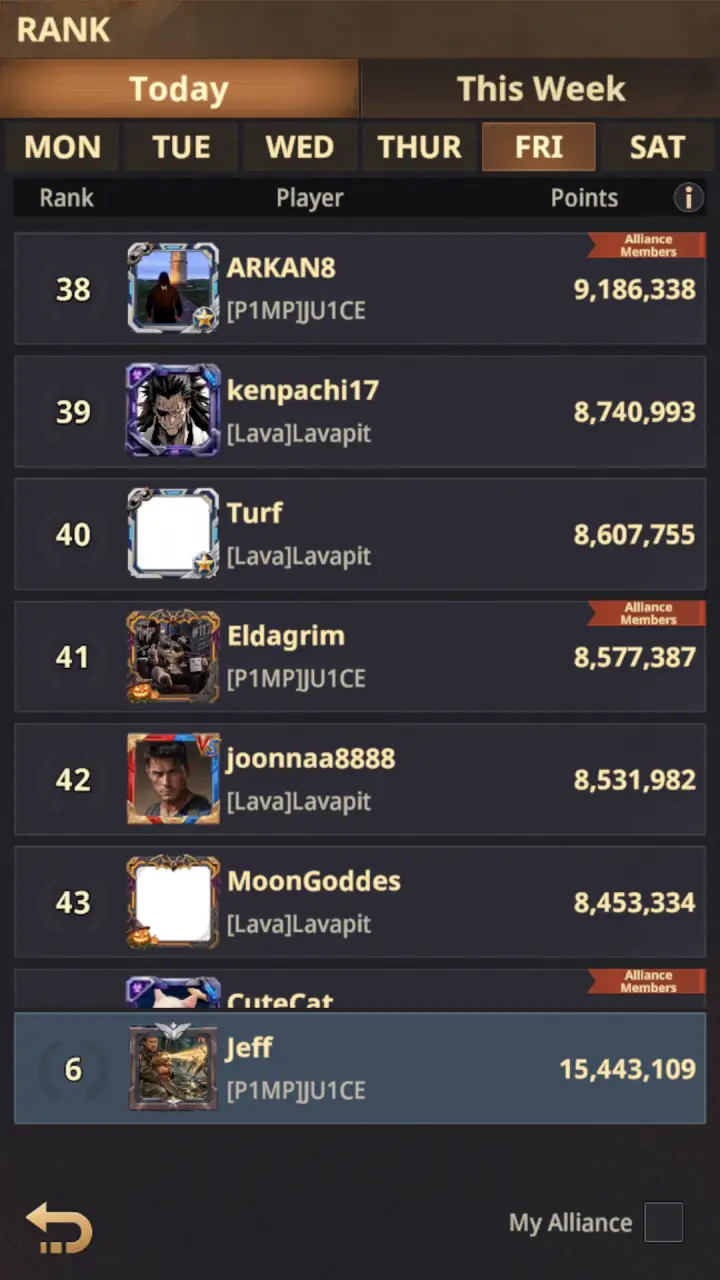 RANK
Today
This Week
MON
TUE
WED
THUR
FRI
SAT
Rank
Player
Points
38
ARKAN8
[P1MP]JU1CE
Alliance
Members
9,186,338
39
kenpachi17
[Lava]Lavapit
8,740,993
40
Turf
[Lava]Lavapit
8,607,755
41
Eldagrim
[P1MP]JU1CE
Alliance
Members
8,577,387
42
joonnaa8888
[Lava]Lavapit
8,531,982
43
MoonGoddes
[Lava]Lavapit
8,453,334
CuteCat
Alliance
Members
6
Jeff
[P1MP]JU1CE
15,443,109
My Alliance